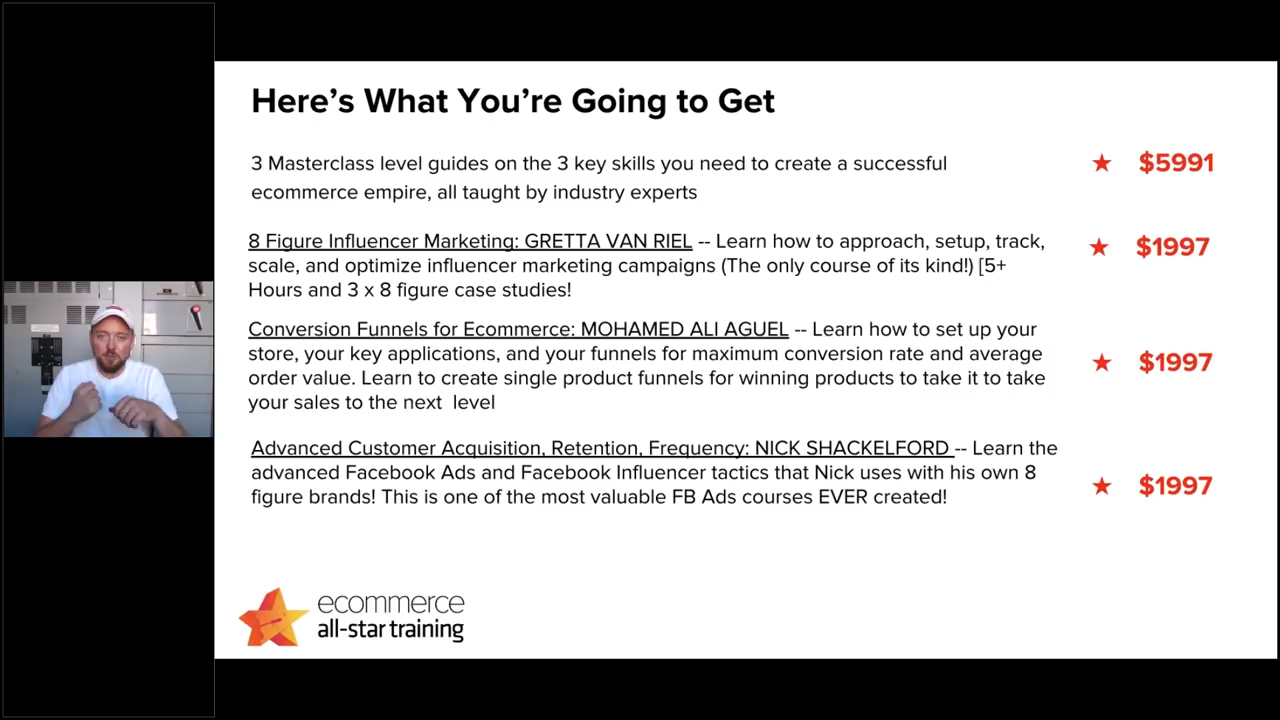 Here's What You're Going to Get
3 Masterclass level guides on the 3 key skills you need to create a successful
ecommerce empire, all taught by industry experts
★ $5991
8 Figure Influencer Marketing: GRETTA VAN RIEL -- Learn how to approach, setup, track,
scale, and optimize influencer marketing campaigns (The only course of its kind!) [5+
Hours and 3 x 8 figure case studies!
★ $1997
Conversion Funnels for Ecommerce: MOHAMED ALI AGUEL -- Learn how to set up your
store, your key applications, and your funnels for maximum conversion rate and average
order value. Learn to create single product funnels for winning products to take it to take
your sales to the next  level
★ $1997
Advanced Customer Acquisition, Retention, Frequency: NICK SHACKELFORD -- Learn the
advanced Facebook Ads and Facebook Influencer tactics that Nick uses with his own 8
figure brands! This is one of the most valuable FB Ads courses EVER created!
★ $1997
ecommerce
all-star training